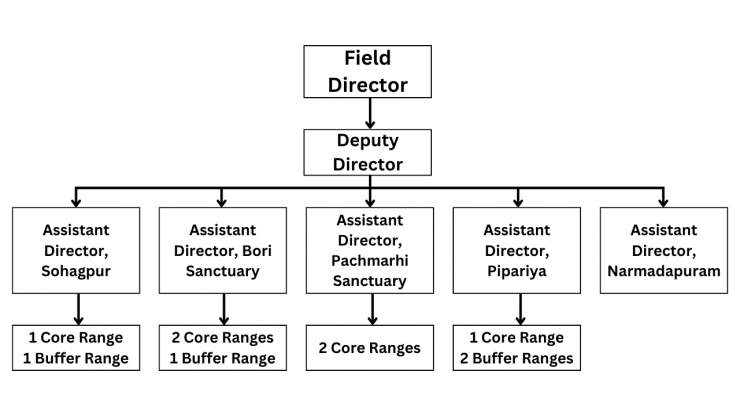 Field
Director
Deputy
Director
Assistant
Director,
Sohagpur
Assistant
Director, Bori
Sanctuary
Assistant
Director,
Pachmarhi
Sanctuary
Assistant
Director,
Pipariya
Assistant
Director,
Narmadapuram
1 Core Range
1 Buffer Range
2 Core Ranges
1 Buffer Range
2 Core Ranges
1 Core Range
2 Buffer Ranges